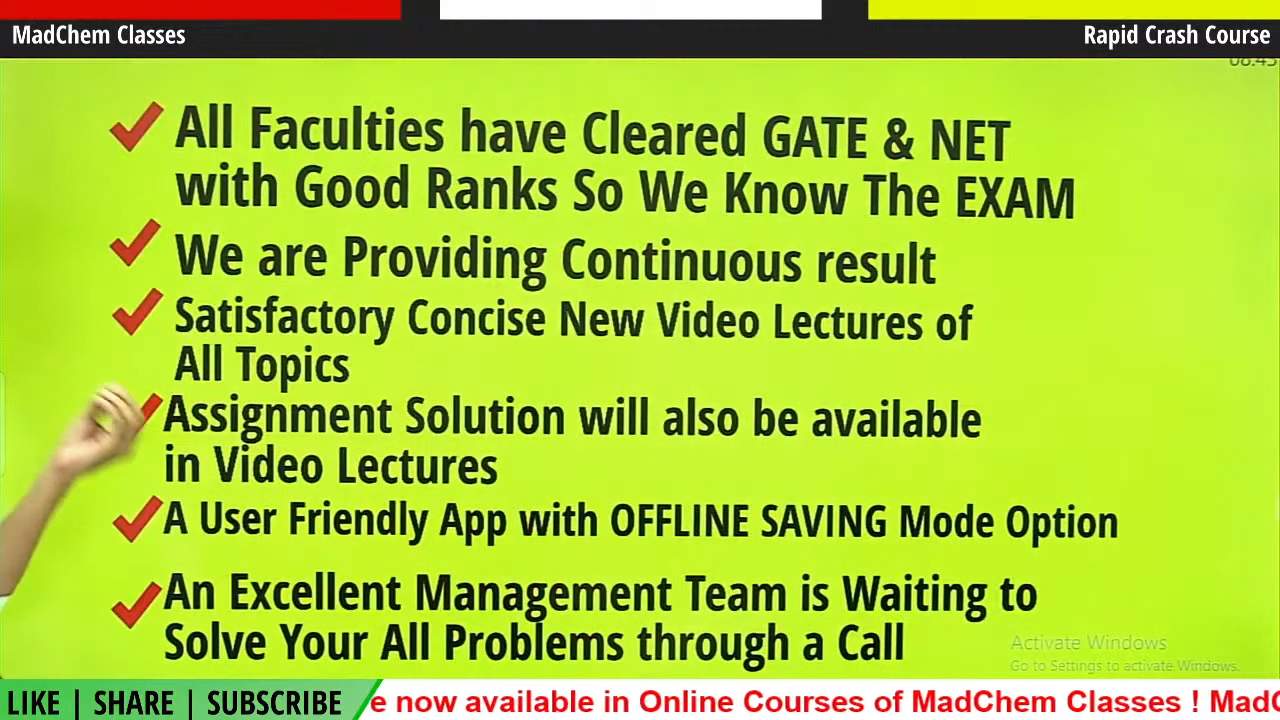 MadChem Classes
Rapid Crash Course
08:43
All Faculties have Cleared GATE & NET
with Good Ranks So We Know The EXAM
We are Providing Continuous result
Satisfactory Concise New Video Lectures of
All Topics
Assignment Solution will also be available
in Video Lectures
A User Friendly App with OFFLINE SAVING Mode Option
An Excellent Management Team is Waiting to
Solve Your All Problems through a Call
Activate Windows
Go to Settings to activate Windows.
LIKE | SHARE | SUBSCRIBE
now available in Online Courses of MadChem Classes !